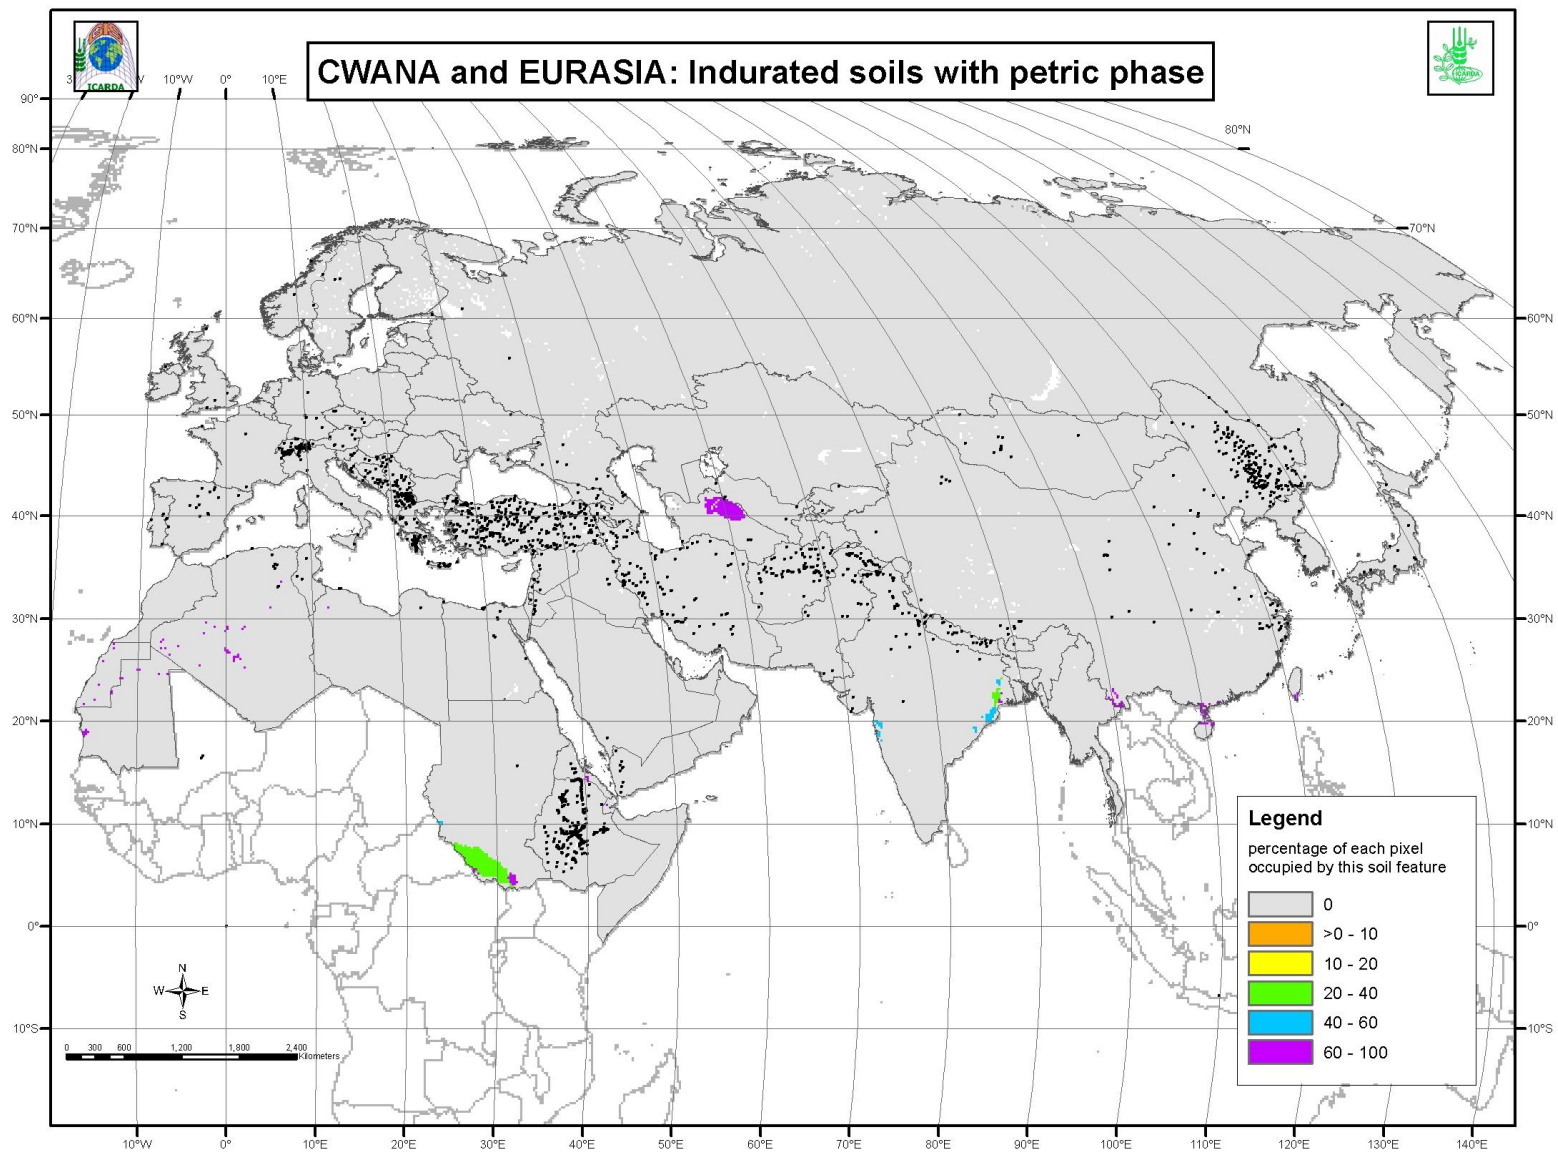 CWANA and EURASIA: Indurated soils with petric phase
GIS
ICARDA
ICARDA
10°W 0° 10°E
80°N
70°N
90°
80°N
70°N
60°N
50°N
40°N
30°N
20°N
10°N
0°
10°S
60°N
50°N
40°N
30°N
20°N
10°N
0°
10°S
N
W E
S
0 300 600 1,200 1,800 2,400
Kilometers
Legend
percentage of each pixel
occupied by this soil feature
0
>0 - 10
10 - 20
20 - 40
40 - 60
60 - 100
10°W 0° 10°E 20°E 30°E 40°E 50°E 60°E 70°E 80°E 90°E 100°E 110°E 120°E 130°E 140°E